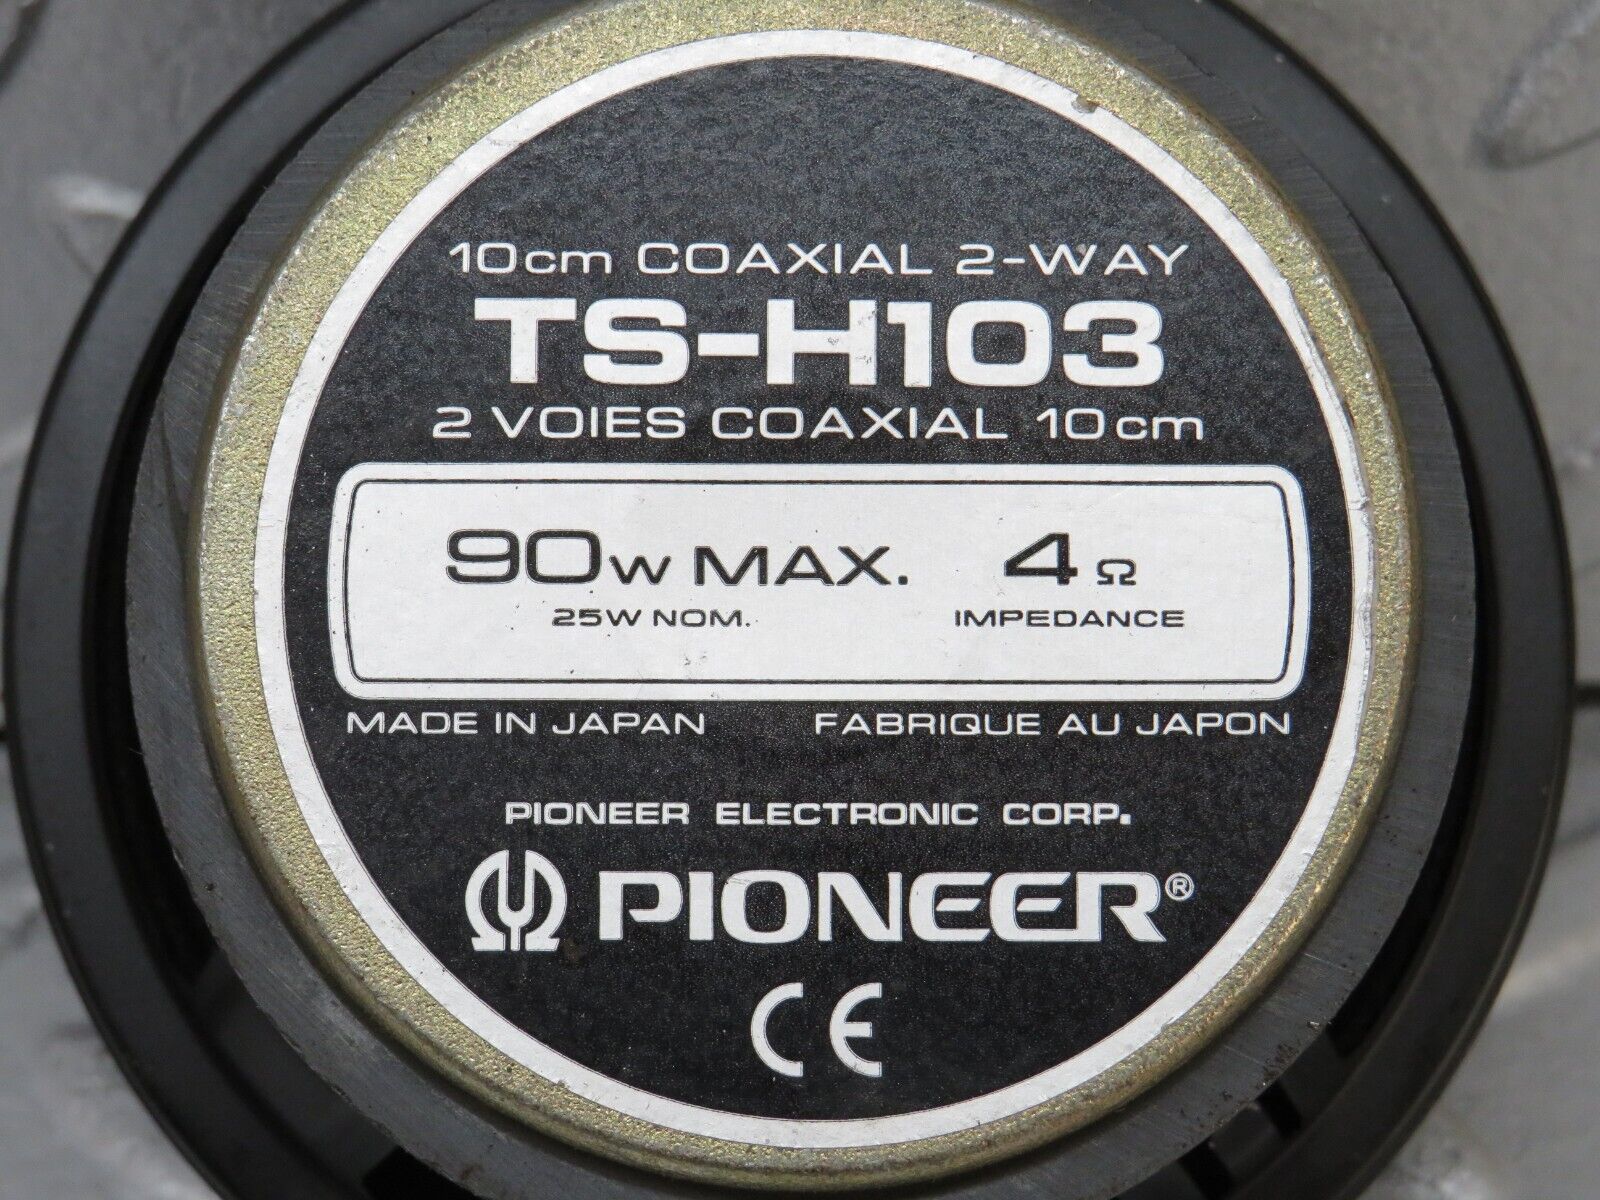 10cm COAXIAL 2-WAY
TS-H103
2 VOIES COAXIAL 10cm
90W MAX. 4Ω
25W NOM. IMPEDANCE
MADE IN JAPAN FABRIQUE AU JAPON
PIONEER ELECTRONIC CORP.
PIONEER®
CE